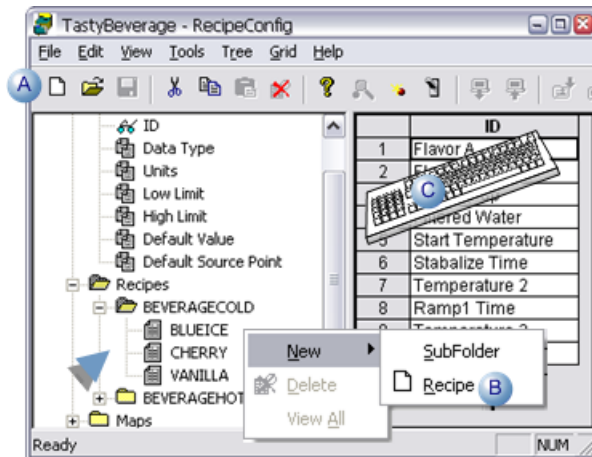 TastyBeverage - RecipeConfig
File Edit View Tools Tree Grid Help
A
ID
Data Type
Units
Low Limit
High Limit
Default Value
Default Source Point
Recipes
BEVERAGECOLD
BLUEICE
CHERRY
VANILLA
BEVERAGEHOT
Maps
ID
1 Flavor A
2
C
Water
5 Start Temperature
6 Stabalize Time
7 Temperature 2
8 Ramp1 Time
New
Delete
View All
SubFolder
Recipe B
Ready
NUM